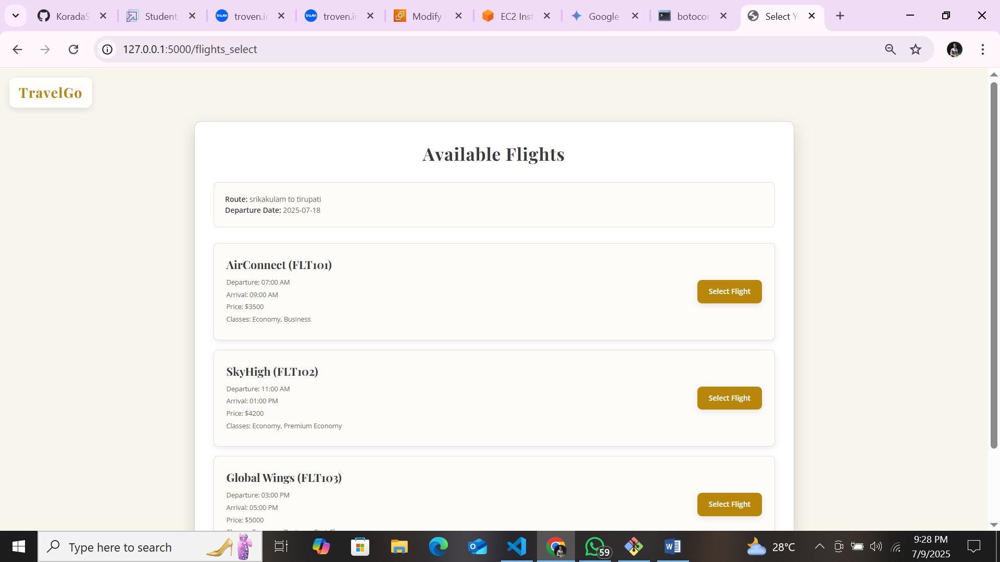 KoradaS
Student
troven.in
troven.in
Modify
EC2 Inst
Google
botocor
Select Y
127.0.0.1:5000/flights_select
TravelGo
Available Flights
Route: srikakulam to tirupati
Departure Date: 2025-07-18
AirConnect (FLT101)
Departure: 07:00 AM
Arrival: 09:00 AM
Price: $3500
Classes: Economy, Business
Select Flight
SkyHigh (FLT102)
Departure: 11:00 AM
Arrival: 01:00 PM
Price: $4200
Classes: Economy, Premium Economy
Select Flight
Global Wings (FLT103)
Departure: 03:00 PM
Arrival: 05:00 PM
Price: $5000
Select Flight
Type here to search
59
28°C
9:28 PM
7/9/2025